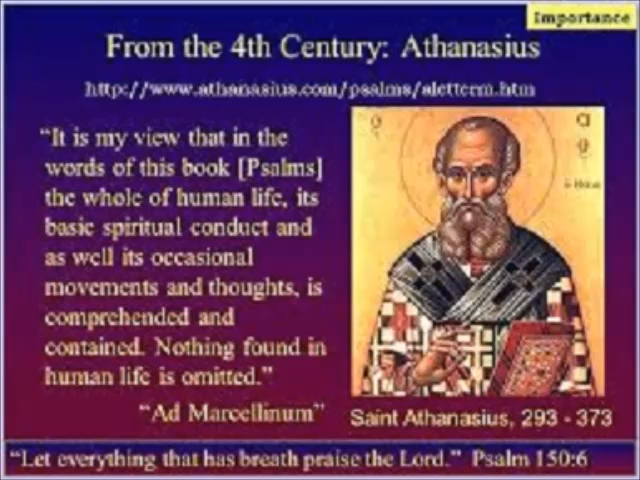 Importance
From the 4th Century: Athanasius
http://www.athanasius.com/psalms/aletterm.htm
“It is my view that in the
words of this book [Psalms]
the whole of human life, its
basic spiritual conduct and
as well its occasional
movements and thoughts, is
comprehended and
contained. Nothing found in
human life is omitted.”
“Ad Marcellinum”
Saint Athanasius, 293 - 373
“Let everything that has breath praise the Lord.” Psalm 150:6